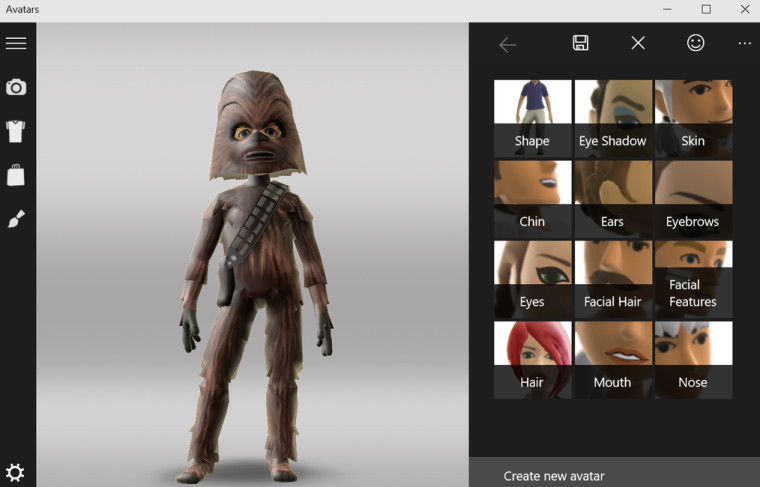 Avatars
Shape
Eye Shadow
Skin
Chin
Ears
Eyebrows
Eyes
Facial Hair
Facial
Features
Hair
Mouth
Nose
Create new avatar